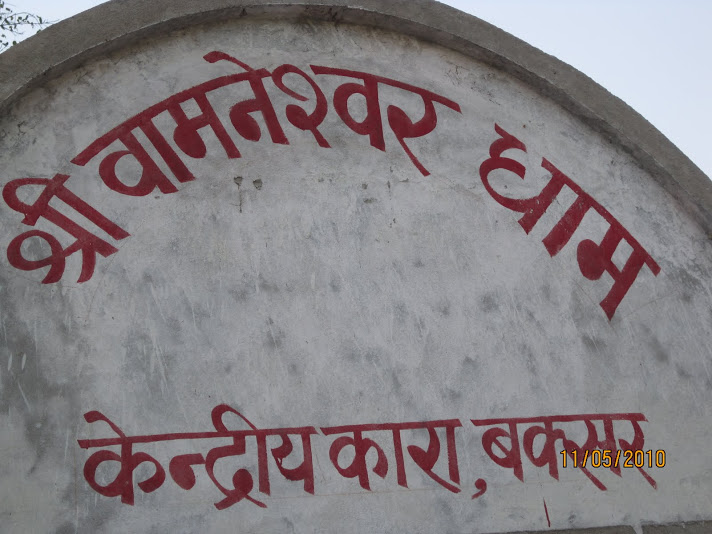 श्री वामनेश्वर धाम
केन्द्रीय कारा, बकसर
11/05/2010